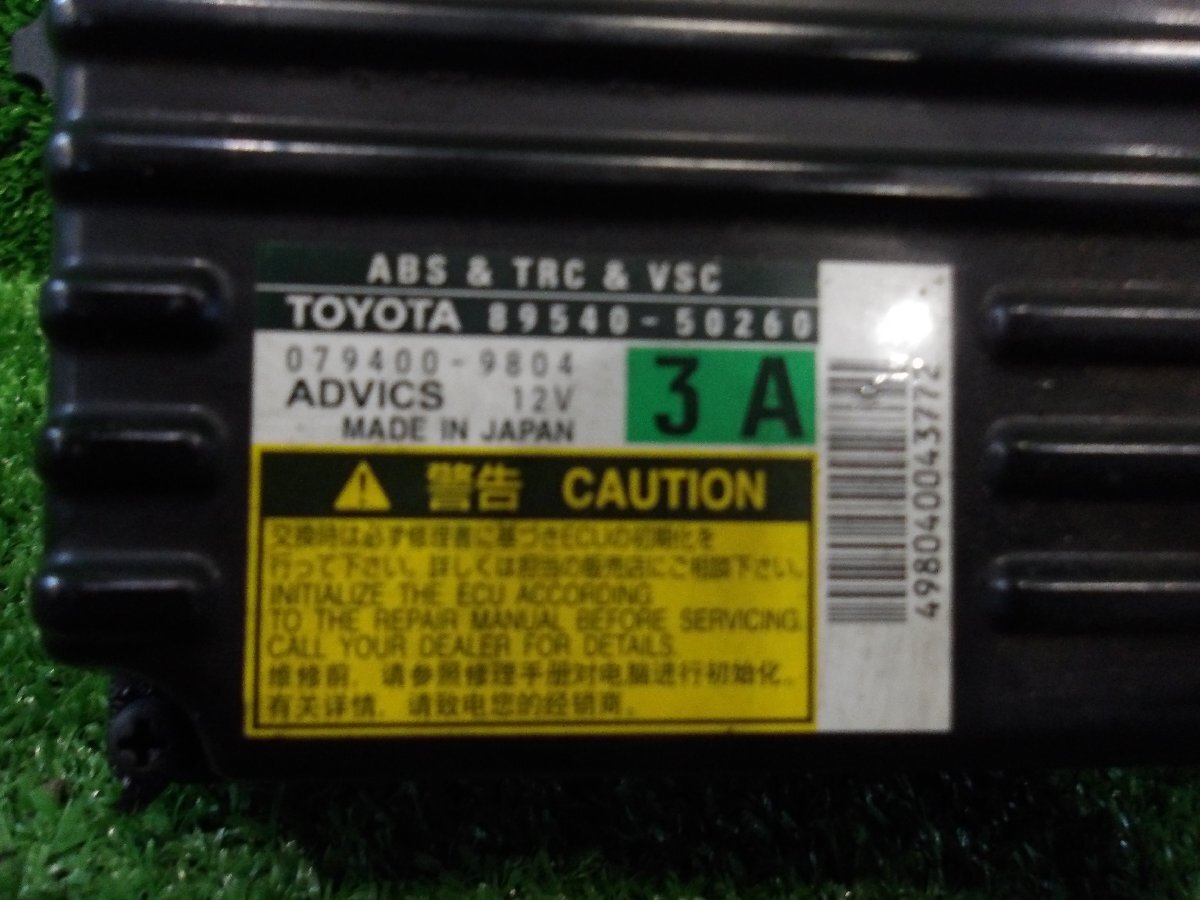 ABS & TRC & VSC
TOYOTA 89540-50260
079400-9804
ADVICS 12V
MADE IN JAPAN
3 A
警告 CAUTION
交換時は必ず修理書に基づきECUの初期化を
行って下さい。詳しくは担当の販売店にご相談下さい。
INITIALIZE THE ECU ACCORDING
TO THE REPAIR MANUAL BEFORE SERVICING.
CALL YOUR DEALER FOR DETAILS.
维修前，请参照修理手册对电脑进行初始化。
有关详情，请致电您的经销商。
4980400443772